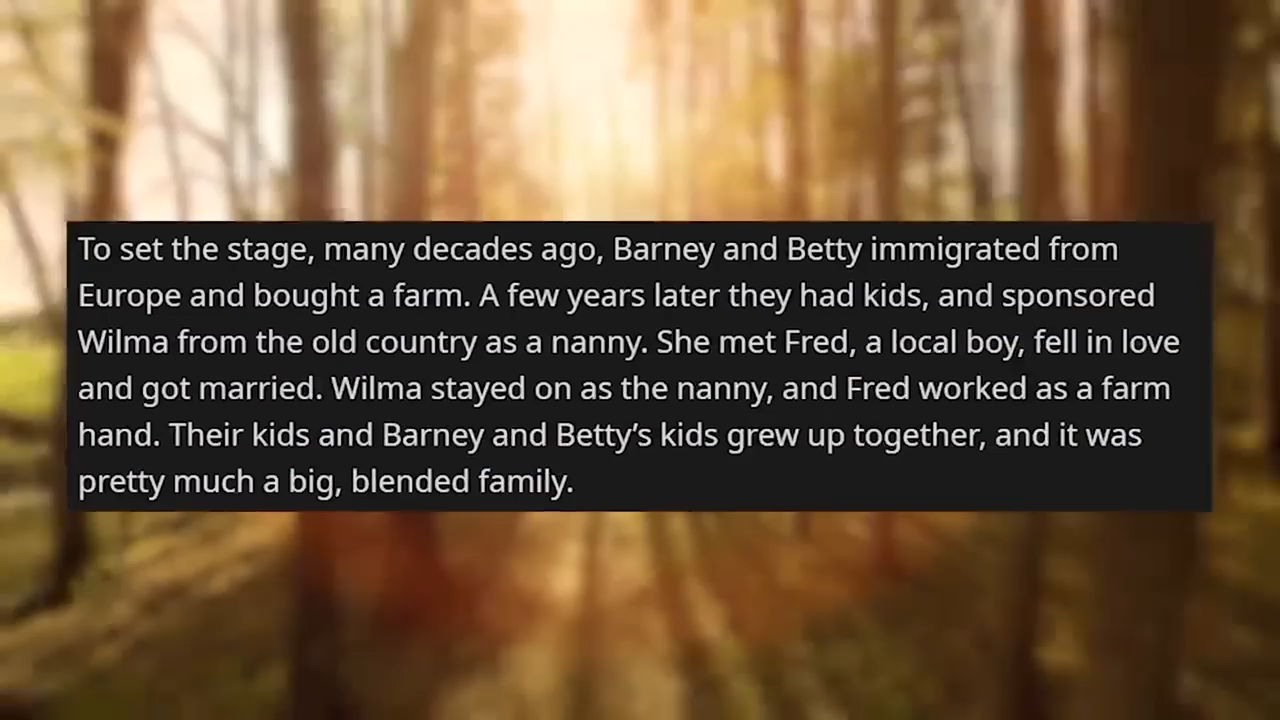 To set the stage, many decades ago, Barney and Betty immigrated from
Europe and bought a farm. A few years later they had kids, and sponsored
Wilma from the old country as a nanny. She met Fred, a local boy, fell in love
and got married. Wilma stayed on as the nanny, and Fred worked as a farm
hand. Their kids and Barney and Betty’s kids grew up together, and it was
pretty much a big, blended family.